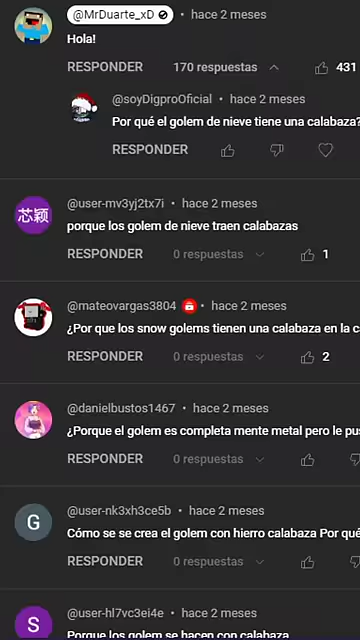 @MrDuarte_xD • hace 2 meses
Hola!
RESPONDER 170 respuestas 431
@soyDigproOficial • hace 2 meses
Por qué el golem de nieve tiene una calabaza?
RESPONDER
芯颖
@user-mv3yj2tx7i • hace 2 meses
porque los golem de nieve traen calabazas
RESPONDER 0 respuestas 1
@mateovargas3804 • hace 2 meses
¿Por que los snow golems tienen una calabaza en la c
RESPONDER 0 respuestas 2
@danielbustos1467 • hace 2 meses
¿Porque el golem es completa mente metal pero le pus
RESPONDER 0 respuestas
G
@user-nk3xh3ce5b • hace 2 meses
Cómo se se crea el golem con hierro calabaza Por qué
RESPONDER 0 respuestas
S
@user-hl7vc3ei4e • hace 2 meses
Porque los golem se hacen con calabaza